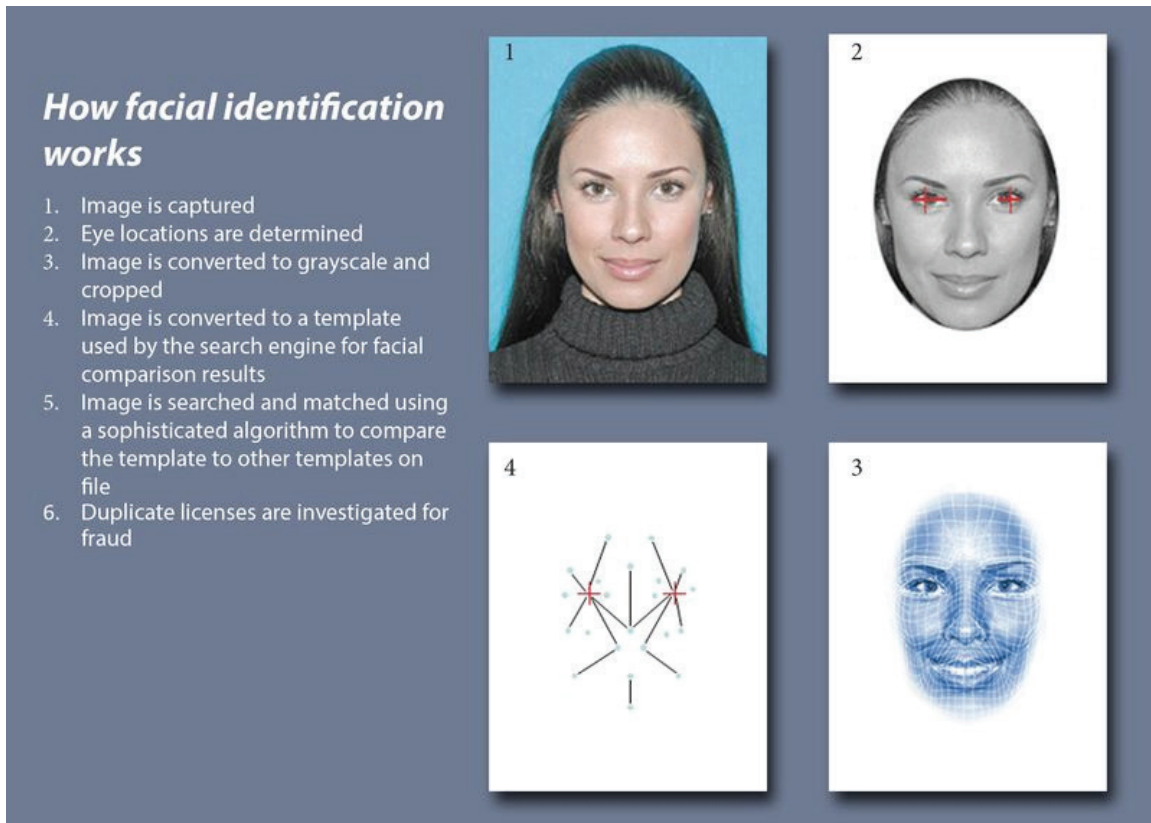 How facial identification
works
1. Image is captured
2. Eye locations are determined
3. Image is converted to grayscale and
cropped
4. Image is converted to a template
used by the search engine for facial
comparison results
5. Image is searched and matched using
a sophisticated algorithm to compare
the template to other templates on
file
6. Duplicate licenses are investigated for
fraud
1
2
4
3